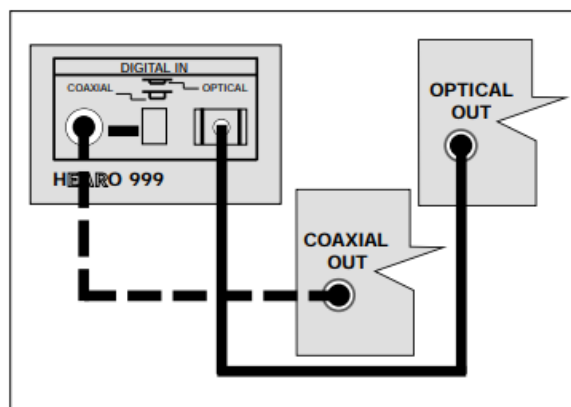 DIGITAL IN
COAXIAL
OPTICAL
HEARO 999
OPTICAL
OUT
COAXIAL
OUT